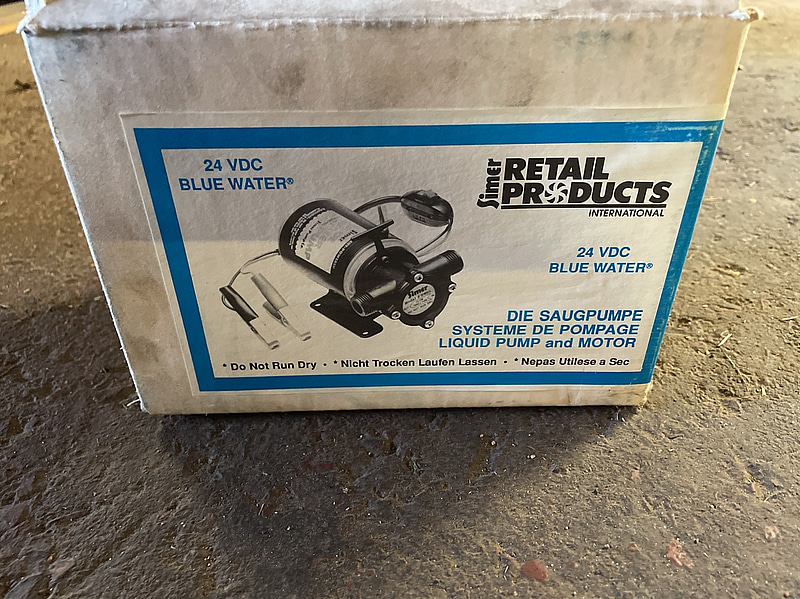 24 VDC
BLUE WATER®
Simer RETAIL
PRODUCTS
INTERNATIONAL
24 VDC
BLUE WATER®
Simer
DIE SAUGPUMPE
SYSTEME DE POMPAGE
LIQUID PUMP and MOTOR
* Do Not Run Dry • * Nicht Trocken Laufen Lassen • * Nepas Utilese a Sec